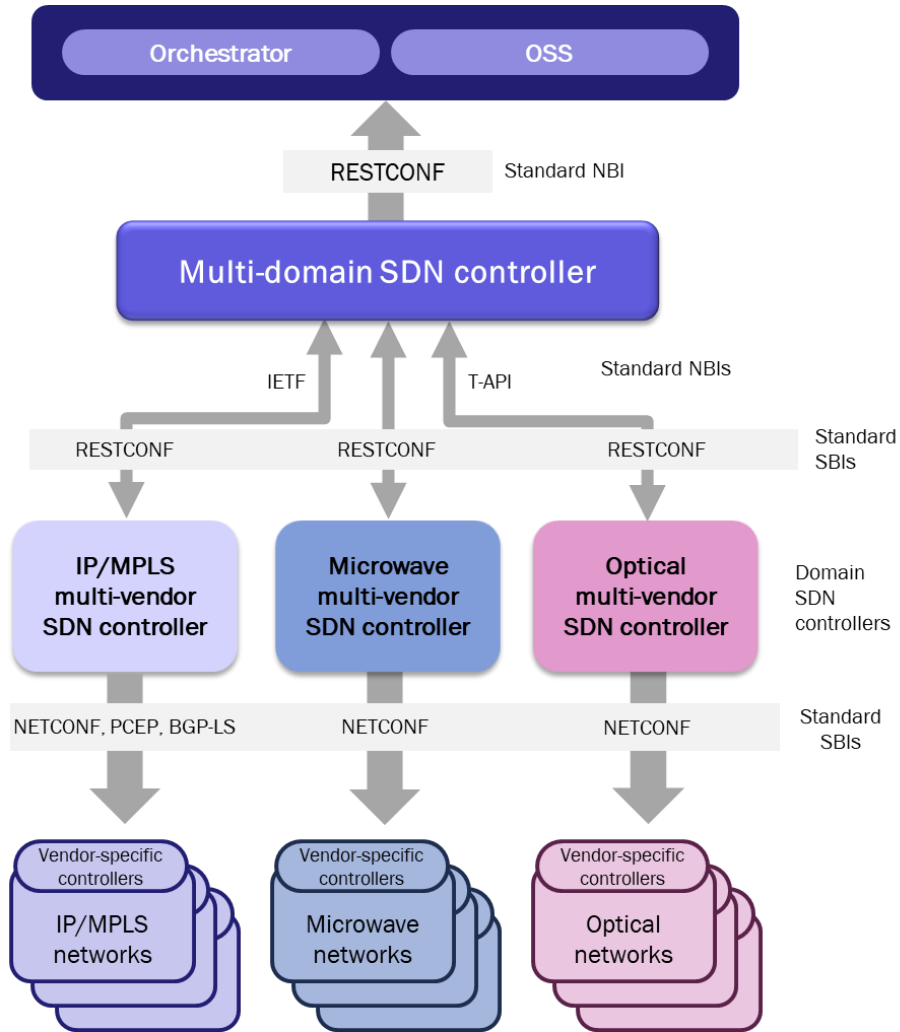 Orchestrator
OSS
RESTCONF
Standard NBI
Multi-domain SDN controller
IETF
T-API
Standard NBIs
RESTCONF
RESTCONF
RESTCONF
Standard
SBIs
IP/MPLS
multi-vendor
SDN controller
Microwave
multi-vendor
SDN controller
Optical
multi-vendor
SDN controller
Domain
SDN
controllers
NETCONF, PCEP, BGP-LS
NETCONF
NETCONF
Standard
SBIs
Vendor-specific
controllers
IP/MPLS
networks
Vendor-specific
controllers
Microwave
networks
Vendor-specific
controllers
Optical
networks